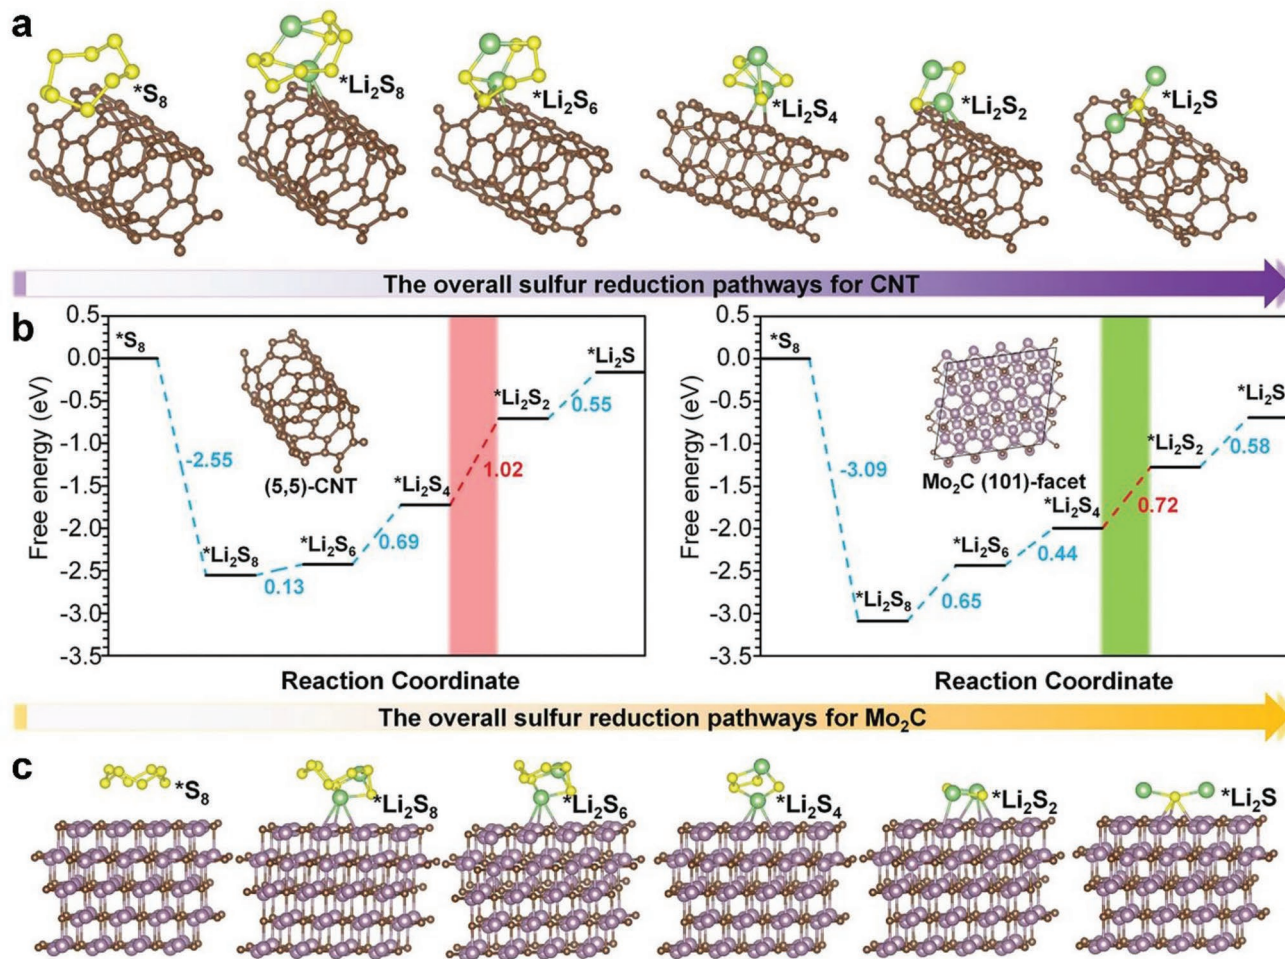 a
*S₈
*Li₂S₈
*Li₂S₆
*Li₂S₄
*Li₂S₂
*Li₂S
The overall sulfur reduction pathways for CNT
b
Free energy (eV)
0.5
0.0
-0.5
-1.0
-1.5
-2.0
-2.5
-3.0
-3.5
*S₈
-2.55
*Li₂S₈
0.13
*Li₂S₆
0.69
*Li₂S₄
1.02
*Li₂S₂
0.55
*Li₂S
(5,5)-CNT
Reaction Coordinate
Free energy (eV)
0.5
0.0
-0.5
-1.0
-1.5
-2.0
-2.5
-3.0
-3.5
*S₈
-3.09
*Li₂S₈
0.65
*Li₂S₆
0.44
*Li₂S₄
0.72
*Li₂S₂
0.58
*Li₂S
Mo₂C (101)-facet
Reaction Coordinate
The overall sulfur reduction pathways for Mo₂C
c
*S₈
*Li₂S₈
*Li₂S₆
*Li₂S₄
*Li₂S₂
*Li₂S